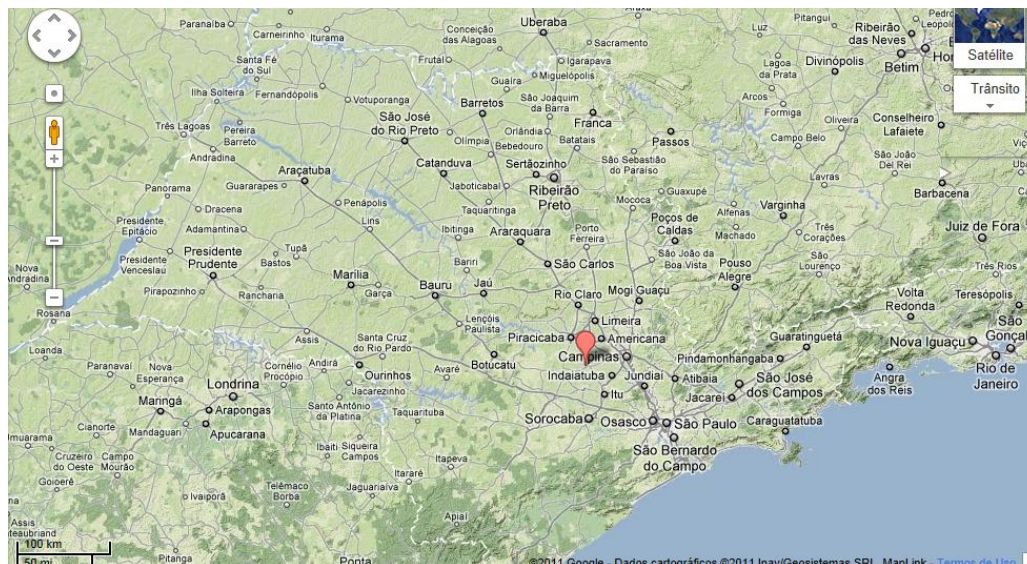 Paranaíba
Carneirinho
Iturama
Conceição
das Alagoas
Uberaba
Araxá
Sacramento
Luz
Pitangui
Ribeirão
das Neves
Betim
Satélite
Trânsito
Santa Fé
do Sul
Fernandópolis
Frutal
Igarapava
Miguelópolis
Guaíra
Lagoa
da Prata
Divinópolis
Ilha Solteira
Votuporanga
Barretos
São Joaquim
da Barra
Arcos
Formiga
Oliveira
Conselheiro
Lafaiete
Três Lagoas
Pereira
Barreto
São José
do Rio Preto
Olímpia
Orlândia
Bebedouro
Batatais
Franca
Passos
Campo Belo
Andradina
Araçatuba
Catanduva
Sertãozinho
São Sebastião
do Paraíso
São João
Del Rei
Lavras
Barbacena
Panorama
Guararapes
Penápolis
Jaboticabal
Ribeirão
Preto
Guaxupé
Mococa
Alfenas
Varginha
Dracena
Lins
Taquaritinga
Presidente
Epitácio
Adamantina
Ibitinga
Araraquara
Porto
Ferreira
Poços de
Caldas
Machado
Três
Corações
Juiz de Fora
Presidente
Venceslau
Presidente
Prudente
Tupã
Bastos
Bariri
São Carlos
São João da
Boa Vista
Pouso
Alegre
São
Lourenço
Três Rios
Nova
Andradina
Pirapozinho
Rancharia
Marília
Garça
Bauru
Jaú
Rio Claro
Mogi Guaçu
Volta
Redonda
Teresópolis
Rosana
Lençóis
Paulista
Limeira
São
Gonçal
Loanda
Assis
Santa Cruz
do Rio Pardo
Piracicaba
Americana
Guaratinguetá
Nova Iguaçu
Paranavaí
Nova
Esperança
Cornélio
Procópio
Andirá
Ourinhos
Avaré
Botucatu
Campinas
Pindamonhangaba
Rio de
Janeiro
Londrina
Jacarezinho
Indaiatuba
Jundiaí
Atibaia
São José
dos Campos
Angra
dos Reis
Maringá
Arapongas
Santo Antônio
da Platina
Taquarituba
Itu
Jacareí
Cianorte
Mandaguari
Apucarana
Sorocaba
Osasco
São Paulo
Caraguatatuba
Umuarama
Cruzeiro
do Oeste
Campo
Mourão
Ibaiti
Siqueira
Campos
Itapeva
São Bernardo
do Campo
Goioerê
Itararé
Ivaiporã
Telêmaco
Borba
Jaguariaíva
Apiaí
Assis
teaubriand
100 km
50 mi
Pitanga
Ponta
©2011 Google - Dados cartográficos ©2011 Inav/Geosistemas SRL, MapLink - Termos de Uso